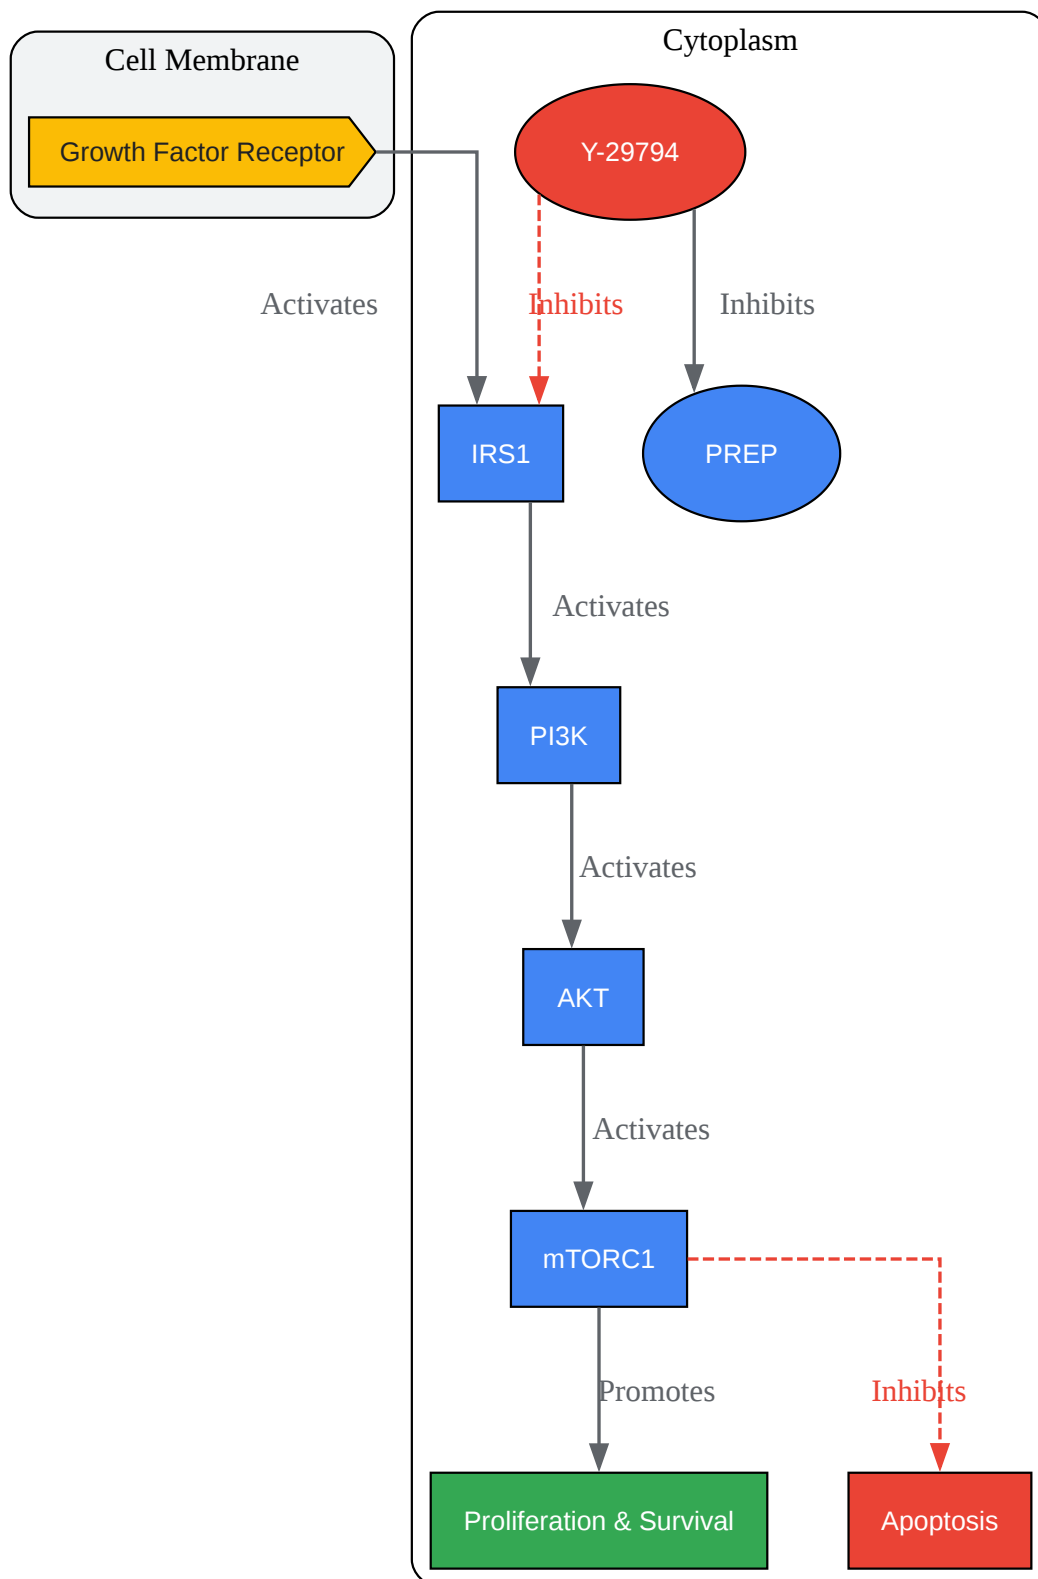 Cell Membrane
Cytoplasm
Growth Factor Receptor
Y-29794
Activates
Inhibits
Inhibits
IRS1
PREP
Activates
PI3K
Activates
AKT
Activates
mTORC1
Promotes
Inhibits
Proliferation & Survival
Apoptosis